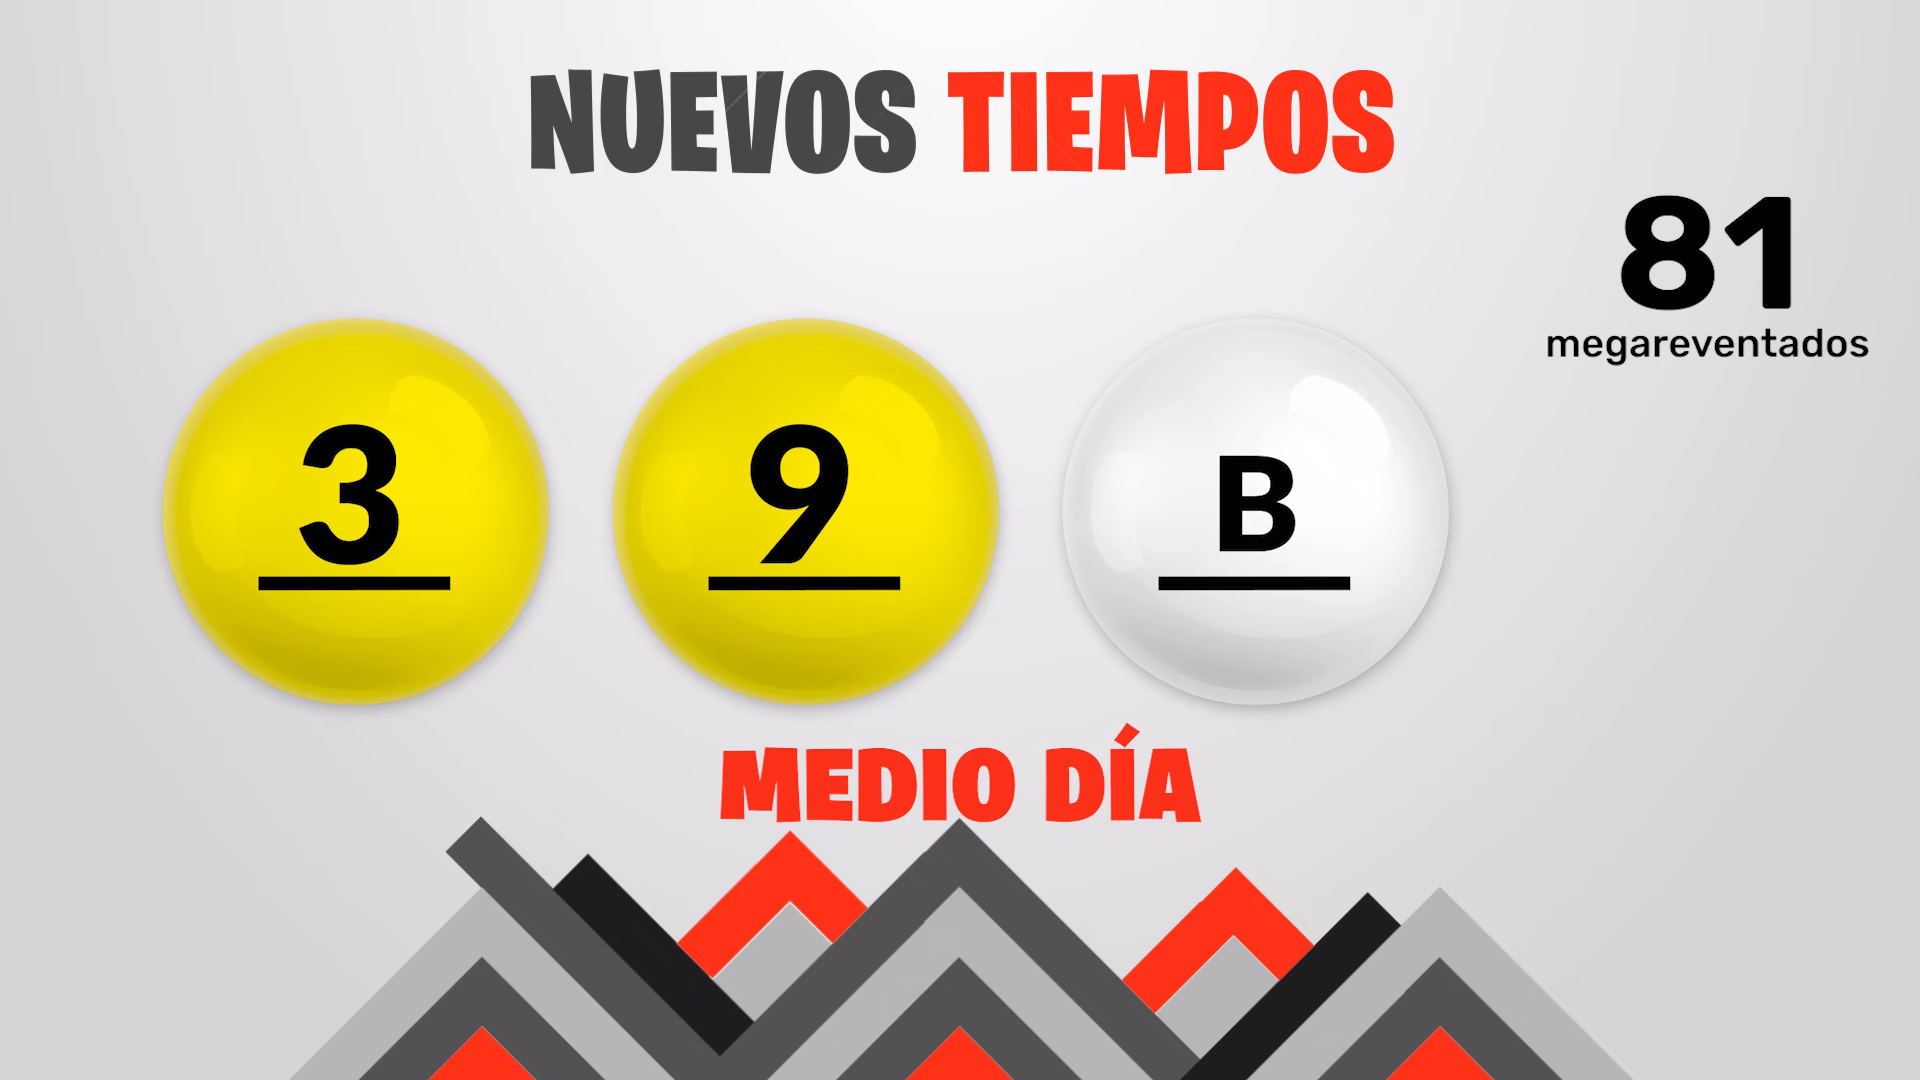 NUEVOS TIEMPOS
81
megareventados
3 9 B
MEDIO DÍA